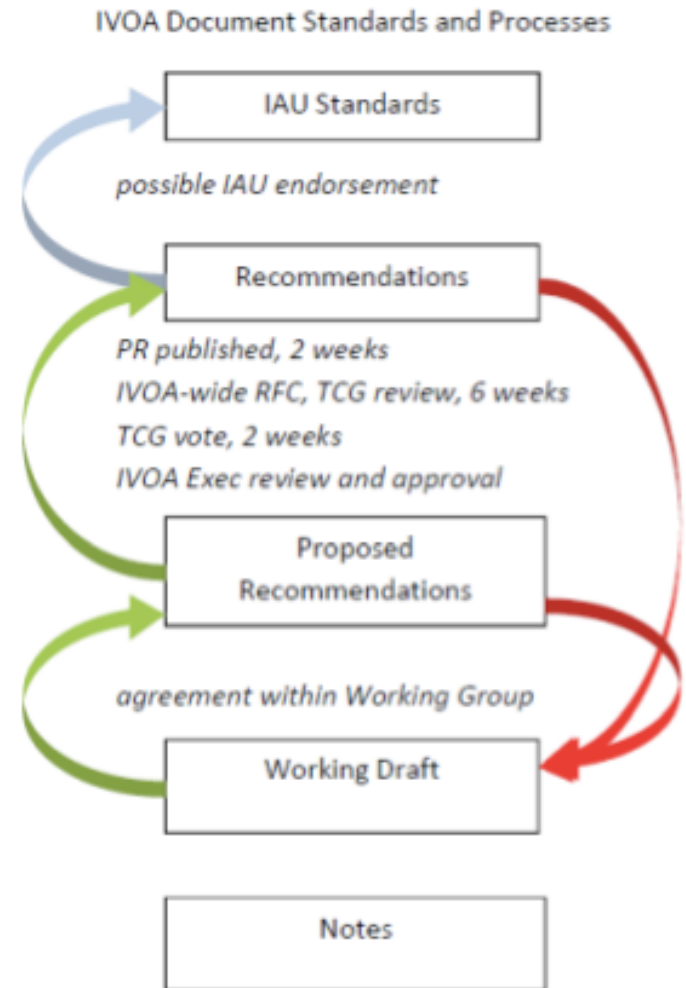 IVOA Document Standards and Processes
IAU Standards
possible IAU endorsement
Recommendations
PR published, 2 weeks
IVOA-wide RFC, TCG review, 6 weeks
TCG vote, 2 weeks
IVOA Exec review and approval
Proposed
Recommendations
agreement within Working Group
Working Draft
Notes